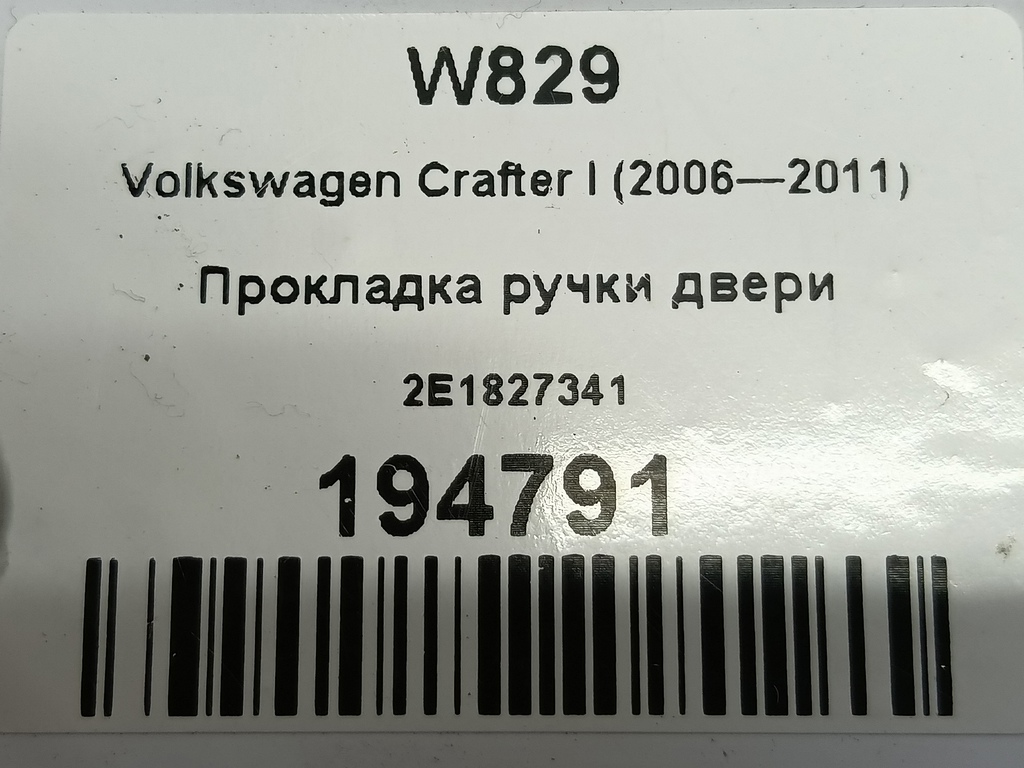 W829
Volkswagen Crafter I (2006—2011)
Прокладка ручки двери
2E1827341
194791